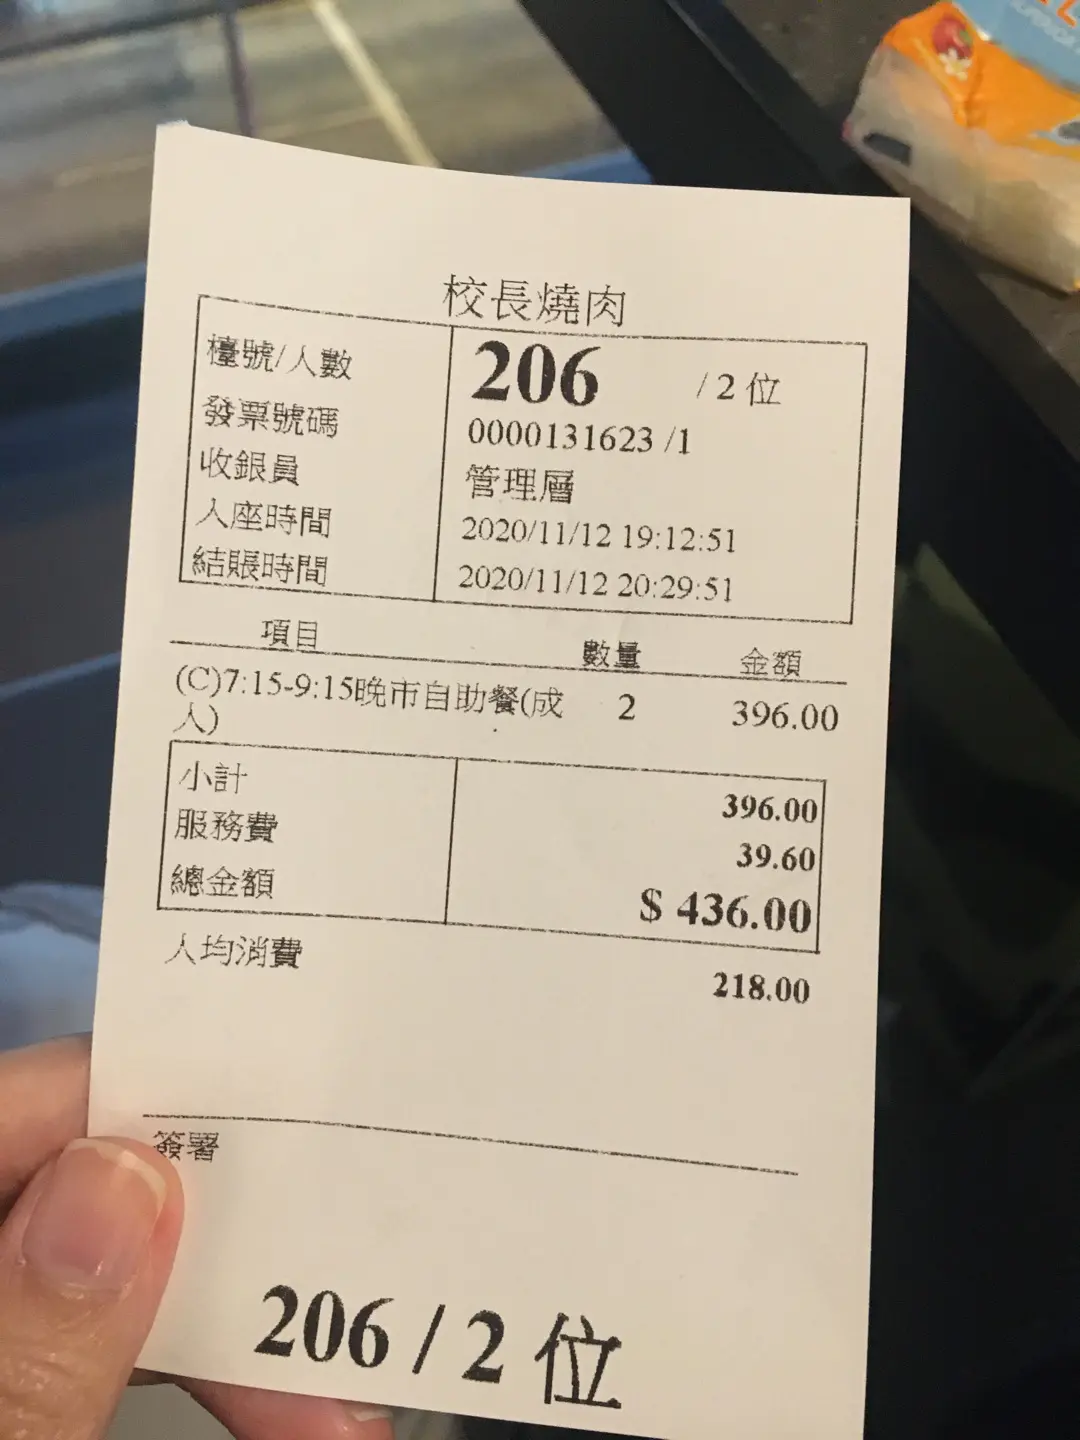 校長燒肉
檯號/人數 206 / 2 位
發票號碼 0000131623 /1
收銀員 管理層
入座時間 2020/11/12 19:12:51
結賬時間 2020/11/12 20:29:51
項目 數量 金額
(C)7:15-9:15晚市自助餐(成 2 396.00
人)
小計 396.00
服務費 39.60
總金額 $ 436.00
人均消費 218.00
簽署
206 / 2 位